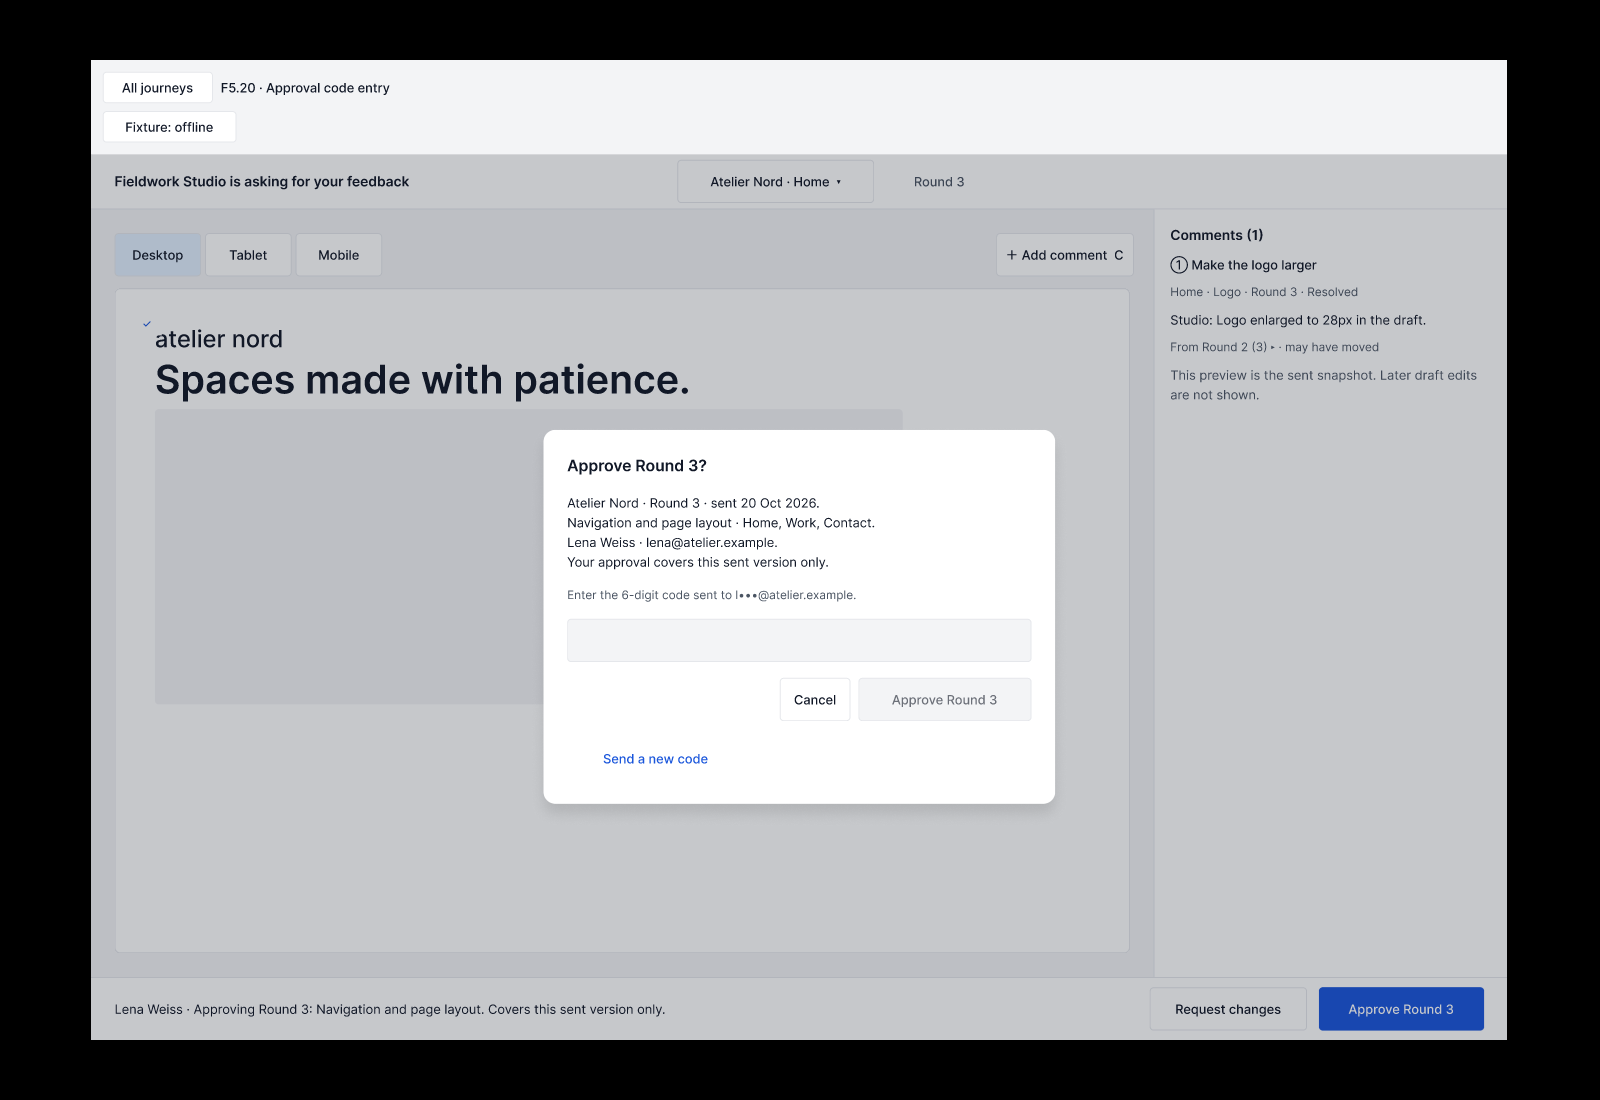 All journeys
F5.20 · Approval code entry
Fixture: offline
Fieldwork Studio is asking for your feedback
Atelier Nord · Home ▾
Round 3
Desktop
Tablet
Mobile
+ Add comment C
Comments (1)
① Make the logo larger
Home · Logo · Round 3 · Resolved
Studio: Logo enlarged to 28px in the draft.
From Round 2 (3) ▸ · may have moved
This preview is the sent snapshot. Later draft edits
are not shown.
✓
atelier nord
Spaces made with patience.
Approve Round 3?
Atelier Nord · Round 3 · sent 20 Oct 2026.
Navigation and page layout · Home, Work, Contact.
Lena Weiss · lena@atelier.example.
Your approval covers this sent version only.
Enter the 6-digit code sent to l•••@atelier.example.
Cancel
Approve Round 3
Send a new code
Lena Weiss · Approving Round 3: Navigation and page layout. Covers this sent version only.
Request changes
Approve Round 3